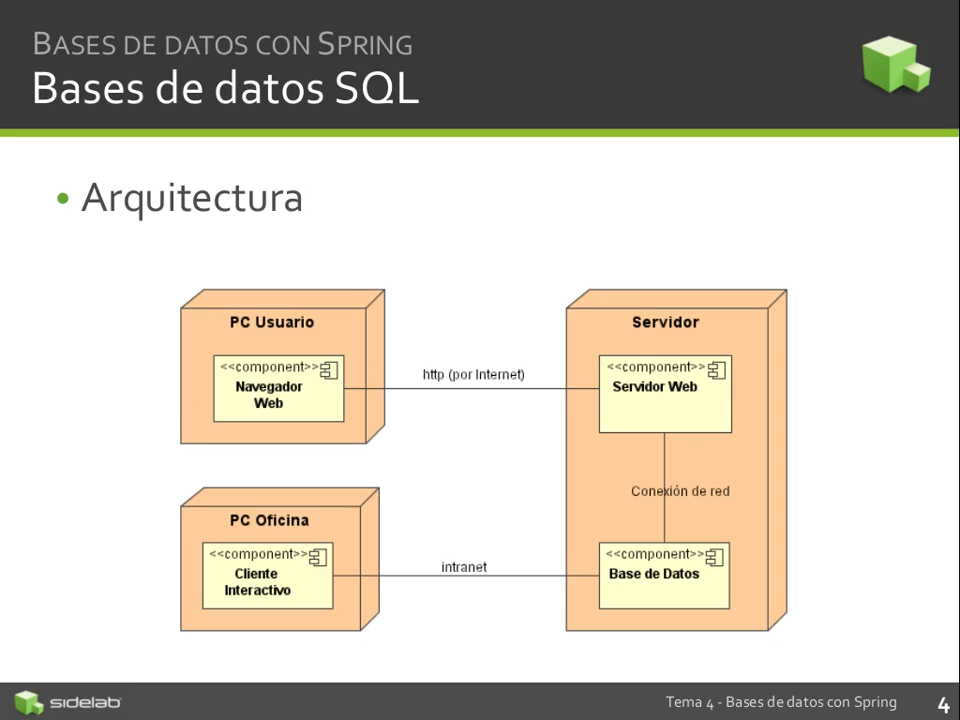 BASES DE DATOS CON SPRING
Bases de datos SQL
• Arquitectura
PC Usuario
<<component>>
Navegador
Web
http (por Internet)
Servidor
<<component>>
Servidor Web
Conexión de red
PC Oficina
<<component>>
Cliente
Interactivo
intranet
<<component>>
Base de Datos
sidelab
Tema 4 - Bases de datos con Spring
4